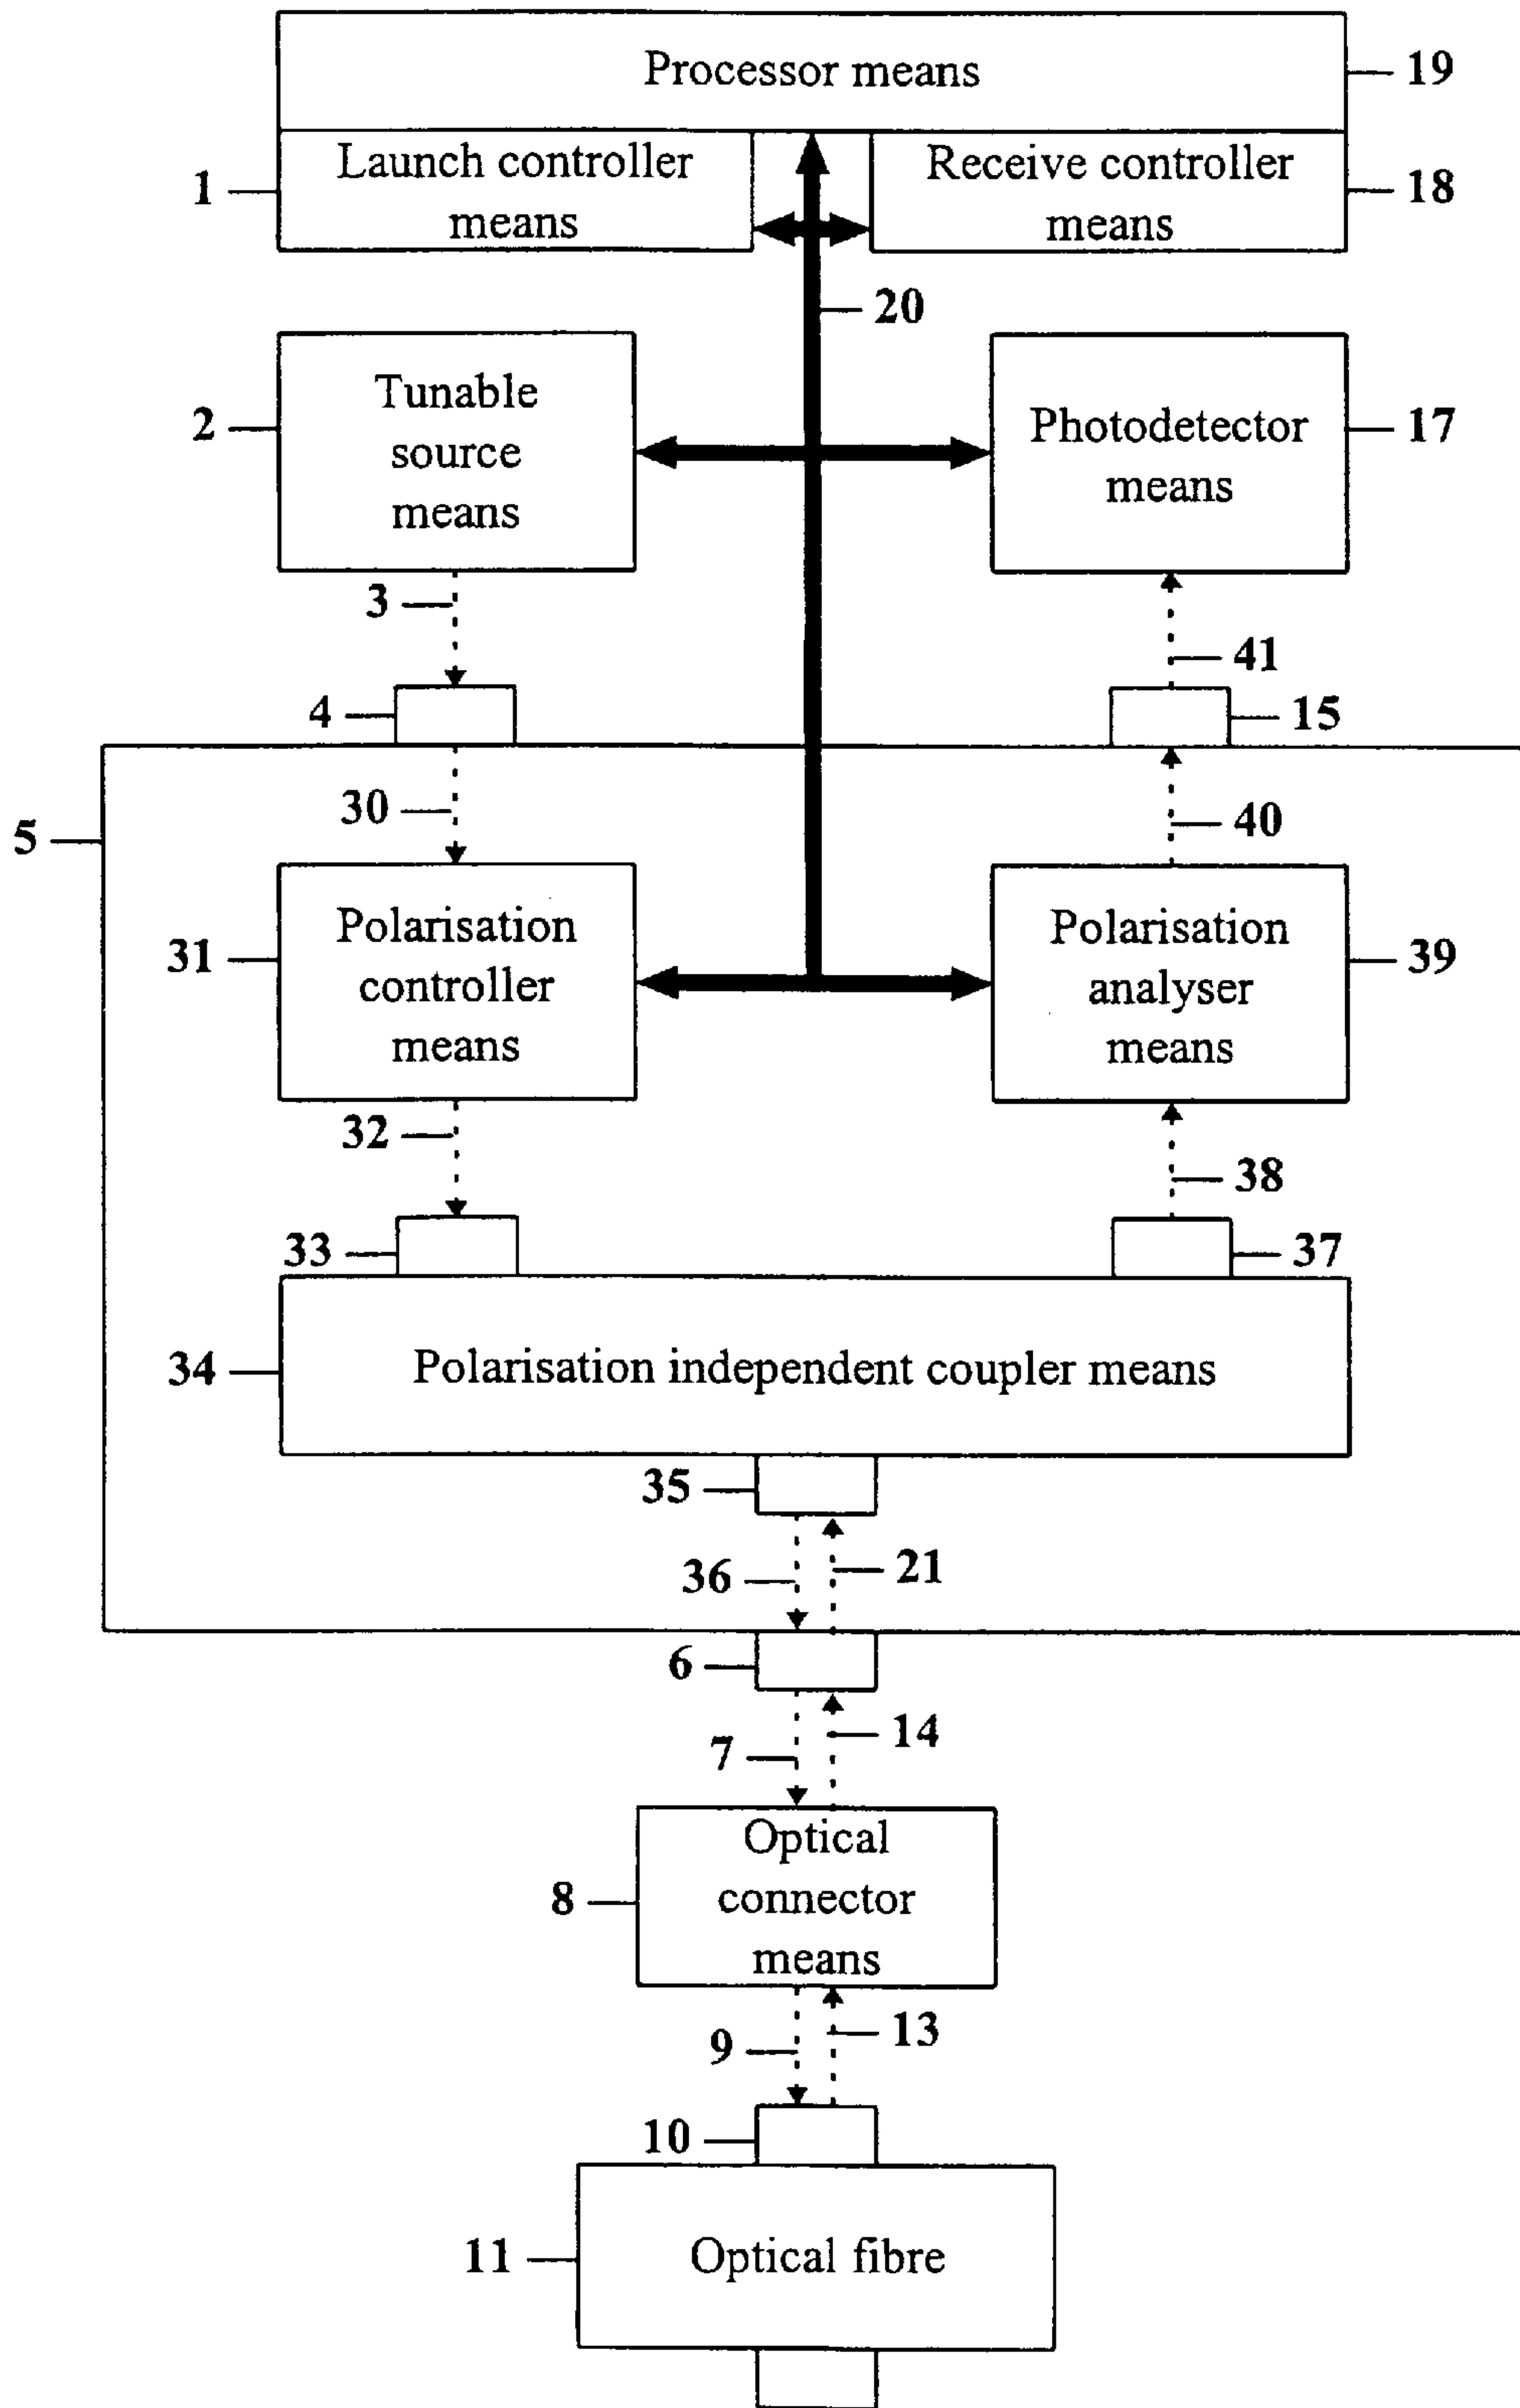 Processor means
19
Launch controller
means
1
Receive controller
means
18
20
Tunable
source
means
2
Photodetector
means
17
3
41
4
15
5
30
40
Polarisation
controller
means
31
Polarisation
analyser
means
39
32
38
33
37
34
Polarisation independent coupler means
35
36
21
6
7
14
Optical
connector
means
8
9
13
10
11
Optical fibre